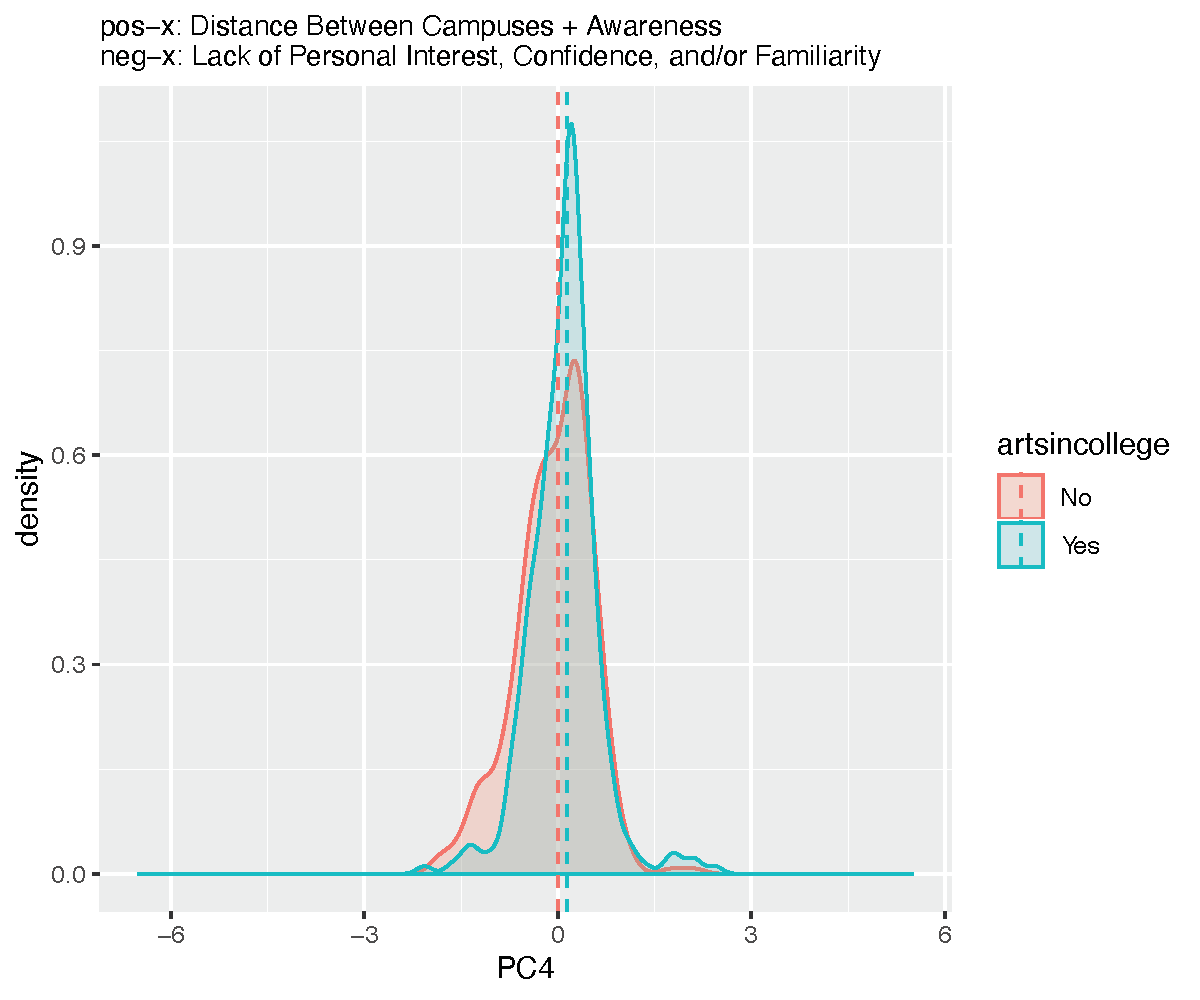 pos−x: Distance Between Campuses + Awareness
neg−x: Lack of Personal Interest, Confidence, and/or Familiarity
0.9
0.6
0.3
0.0
density
−6
−3
0
3
6
PC4
artsincollege
No
Yes